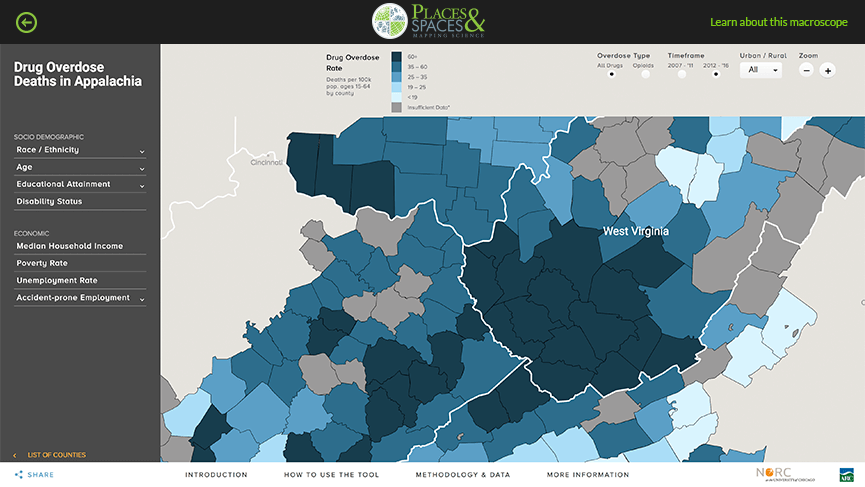 PLACES &
SPACES
MAPPING SCIENCE
Learn about this macroscope
Drug Overdose
Deaths in Appalachia
SOCIO DEMOGRAPHIC
Race / Ethnicity
Age
Educational Attainment
Disability Status
ECONOMIC
Median Household Income
Poverty Rate
Unemployment Rate
Accident-prone Employment
LIST OF COUNTIES
Drug Overdose
Rate
Deaths per 100k
pop. ages 15-64
by county
60+
35 – 60
25 – 35
19 – 25
<19
Insufficient Data*
Overdose Type
All Drugs Opioids
Timeframe
2007 - '11 2012 - '16
Urban / Rural
All
Zoom
Cincinnati
West Virginia
SHARE
INTRODUCTION
HOW TO USE THE TOOL
METHODOLOGY & DATA
MORE INFORMATION
NORC
at the UNIVERSITY of CHICAGO
ARC